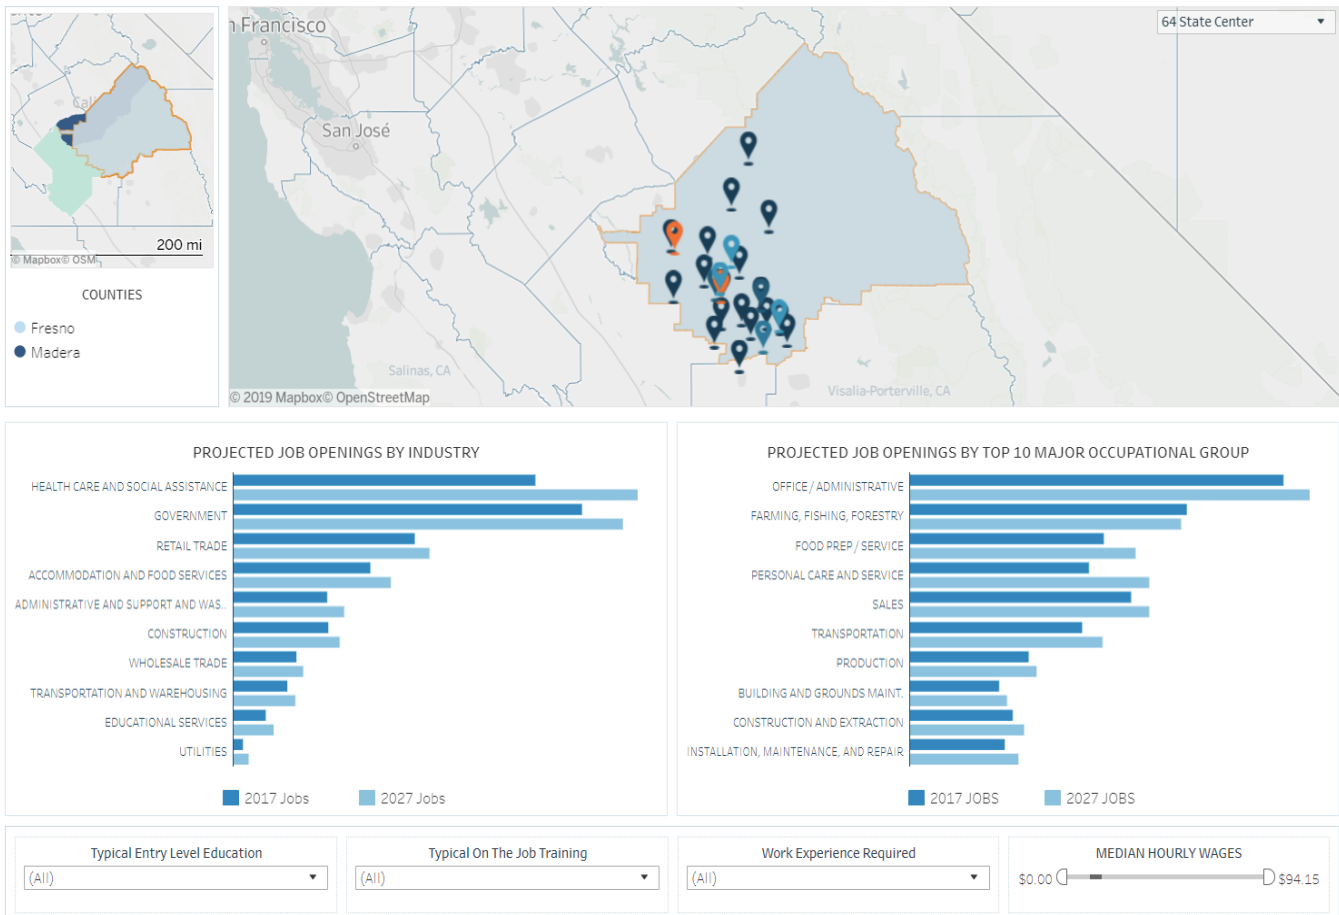 Cali
200 mi
© Mapbox© OSM
COUNTIES
Fresno
Madera
n Francisco
San José
Salinas, CA
Visalia-Porterville, CA
© 2019 Mapbox© OpenStreetMap
64 State Center
PROJECTED JOB OPENINGS BY INDUSTRY
HEALTH CARE AND SOCIAL ASSISTANCE
GOVERNMENT
RETAIL TRADE
ACCOMMODATION AND FOOD SERVICES
ADMINISTRATIVE AND SUPPORT AND WAS..
CONSTRUCTION
WHOLESALE TRADE
TRANSPORTATION AND WAREHOUSING
EDUCATIONAL SERVICES
UTILITIES
2017 Jobs 2027 Jobs
PROJECTED JOB OPENINGS BY TOP 10 MAJOR OCCUPATIONAL GROUP
OFFICE / ADMINISTRATIVE
FARMING, FISHING, FORESTRY
FOOD PREP / SERVICE
PERSONAL CARE AND SERVICE
SALES
TRANSPORTATION
PRODUCTION
BUILDING AND GROUNDS MAINT.
CONSTRUCTION AND EXTRACTION
INSTALLATION, MAINTENANCE, AND REPAIR
2017 JOBS 2027 JOBS
Typical Entry Level Education
(All)
Typical On The Job Training
(All)
Work Experience Required
(All)
MEDIAN HOURLY WAGES
$0.00 $94.15